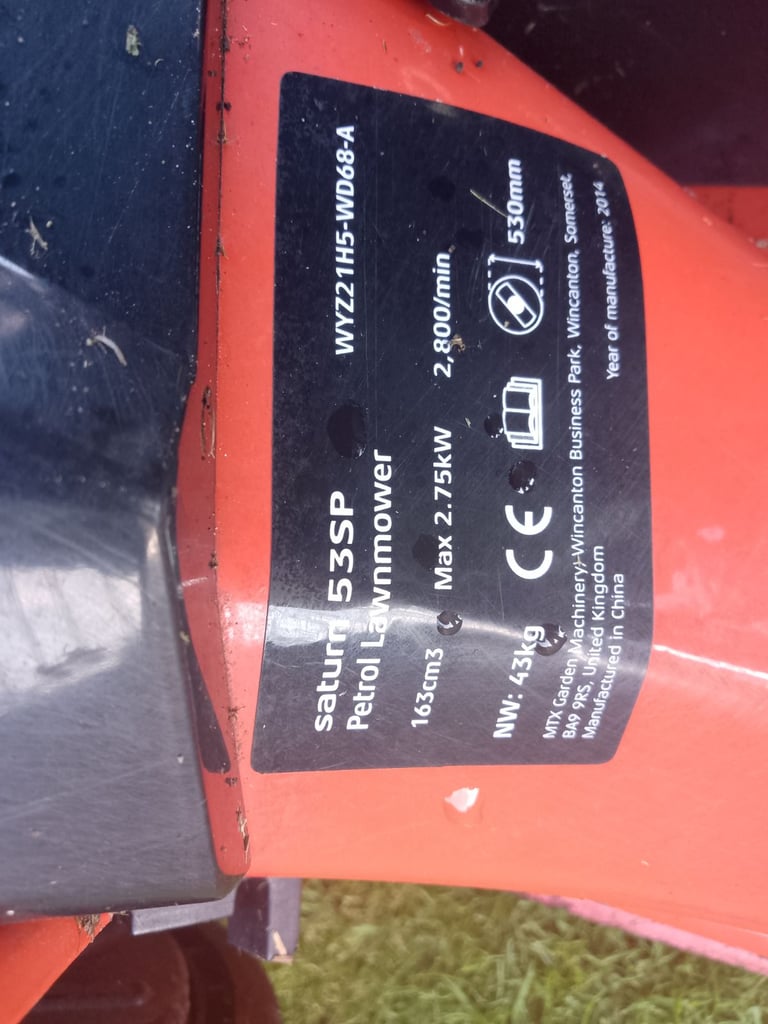 saturn 53SP
Petrol Lawnmower WYZ21H5-WD68-A
163cm3 Max 2.75kW 2,800/min
NW: 43kg CE 530mm
MTX Garden Machinery, Wincanton Business Park, Wincanton, Somerset,
BA9 9RS, United Kingdom
Manufactured in China Year of manufacture: 2014